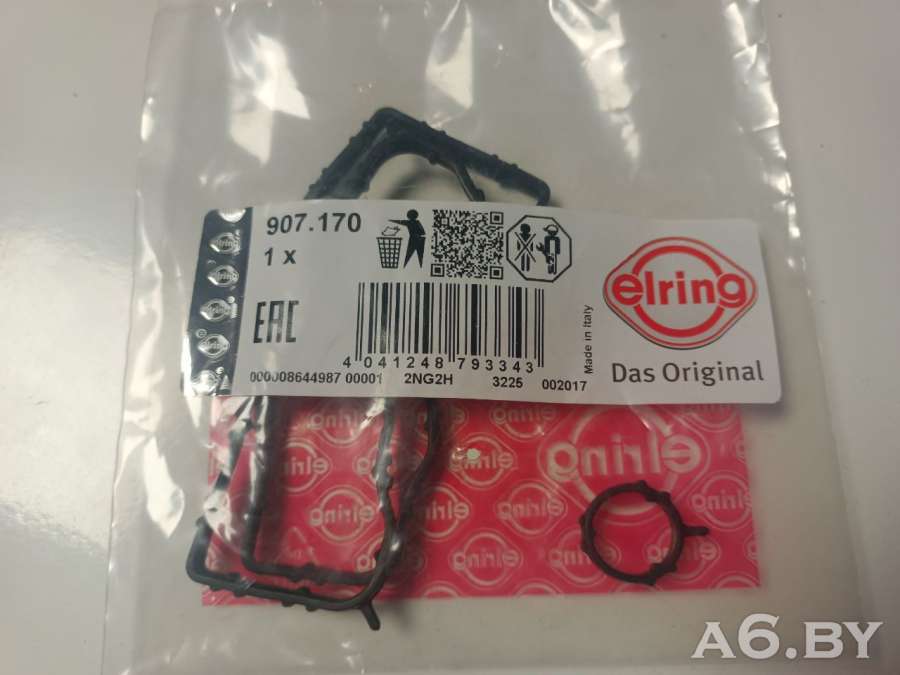 907.170
1 x
EAC
4 041248 793343
000008644987 00001 2NG2H 3225 002017
Made in Italy
elring
Das Original
elring
A6.BY